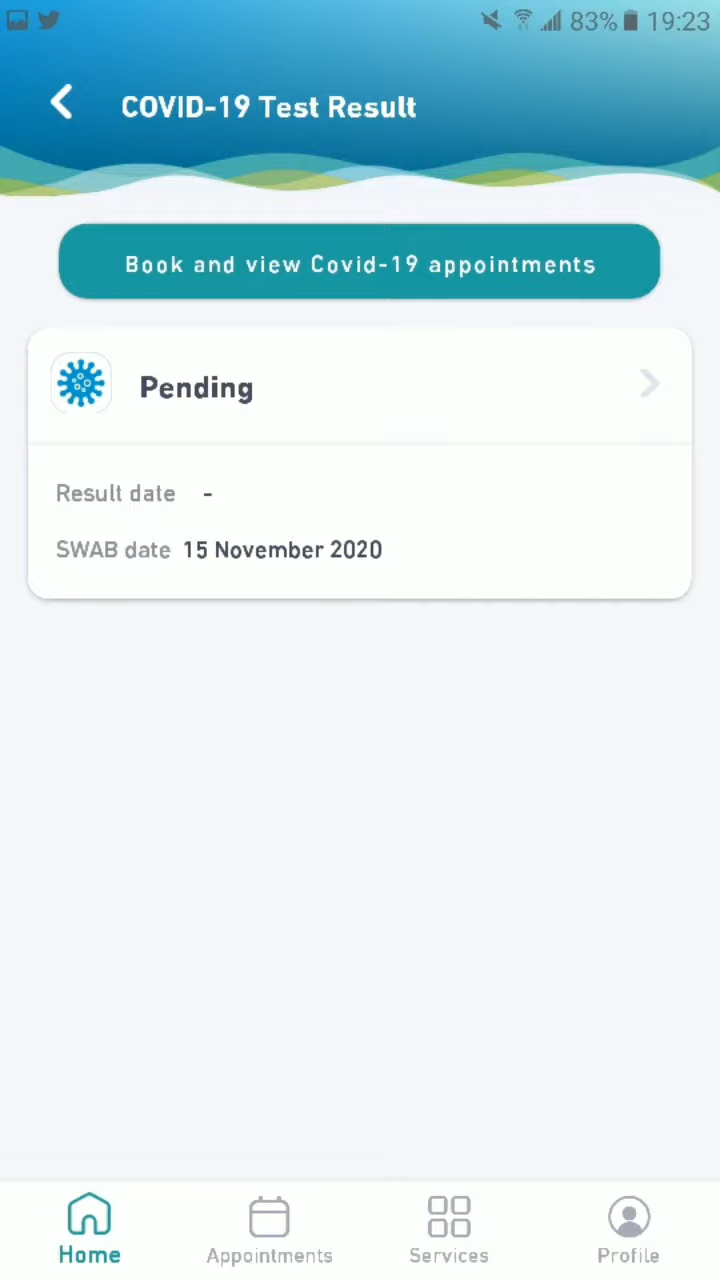 83% 19:23
COVID-19 Test Result
Book and view Covid-19 appointments
Pending
Result date -
SWAB date 15 November 2020
Home Appointments Services Profile